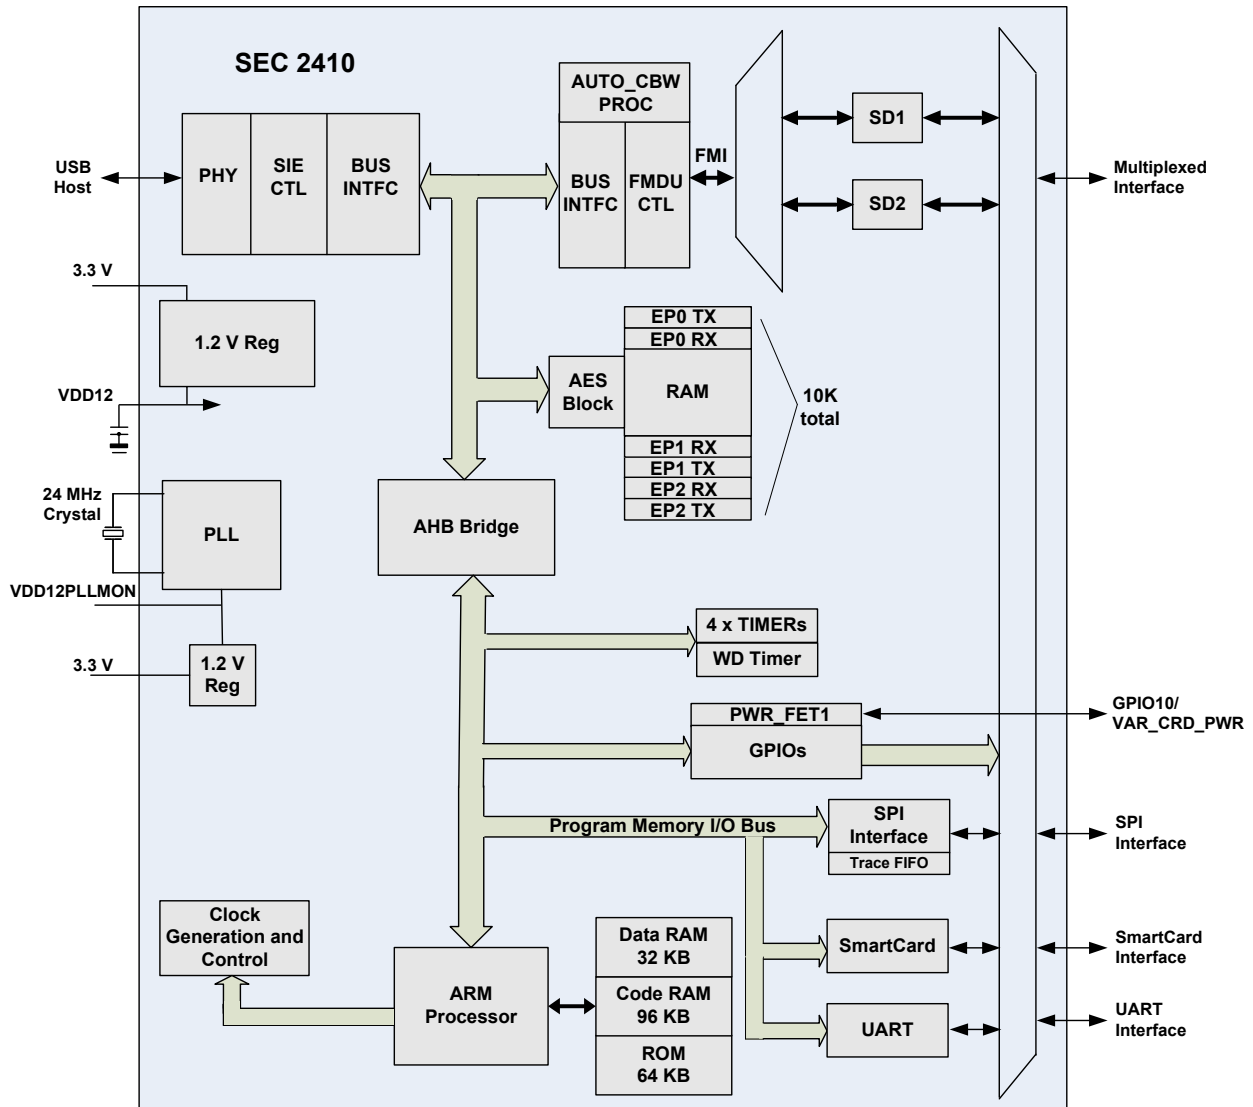 SEC 2410
AUTO_CBW
PROC
PHY
SIE
CTL
BUS
INTFC
BUS
INTFC
FMDU
CTL
FMI
SD1
SD2
USB
Host
Multiplexed
Interface
3.3 V
1.2 V Reg
VDD12
EP0 TX
EP0 RX
AES
Block
RAM
10K
total
EP1 RX
EP1 TX
EP2 RX
EP2 TX
24 MHz
Crystal
PLL
AHB Bridge
VDD12PLLMON
3.3 V
1.2 V
Reg
4 x TIMERs
WD Timer
PWR_FET1
GPIOs
GPIO10/
VAR_CRD_PWR
Program Memory I/O Bus
SPI
Interface
Trace FIFO
SPI
Interface
Clock
Generation and
Control
ARM
Processor
Data RAM
32 KB
Code RAM
96 KB
ROM
64 KB
SmartCard
SmartCard
Interface
UART
UART
Interface